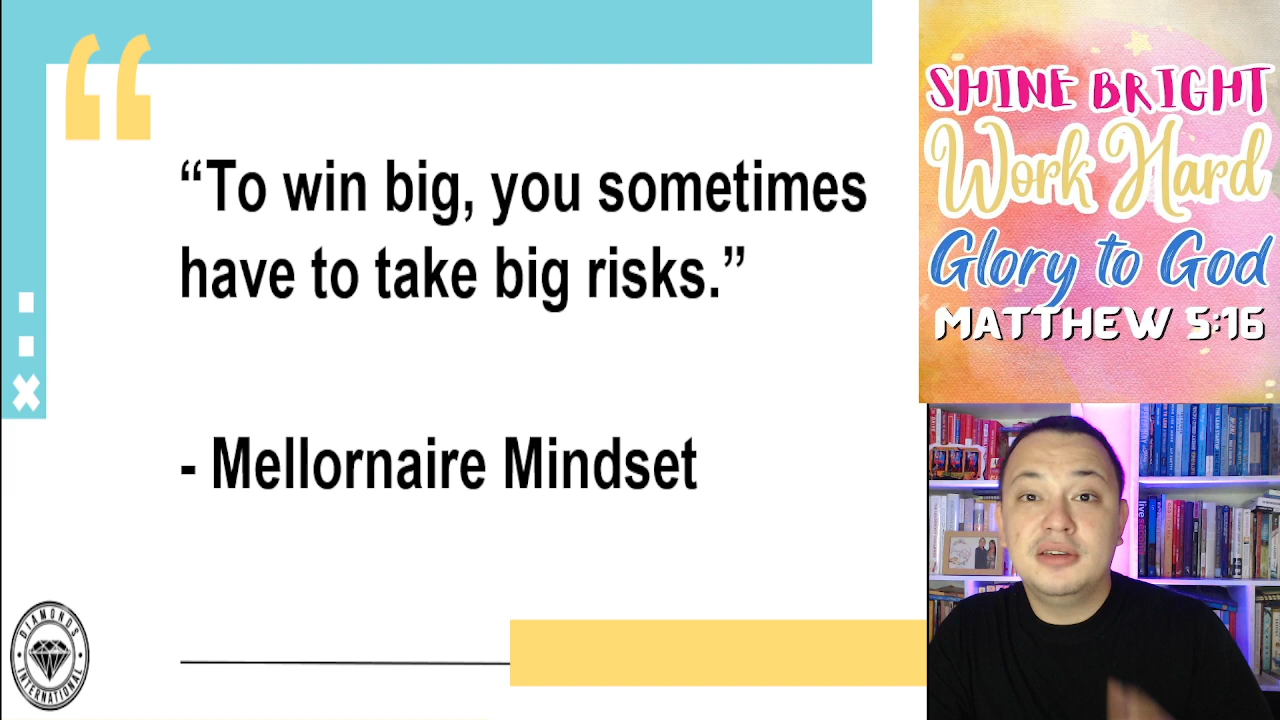 “To win big, you sometimes
have to take big risks.”
- Mellornaire Mindset
DIAMONDS
INTERNATIONAL
SHINE BRIGHT
Work Hard
Glory to God
MATTHEW 5:16